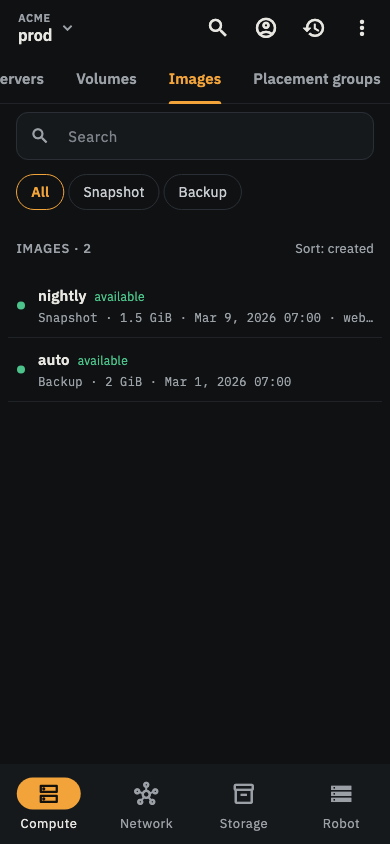 ACME
prod
ervers Volumes Images Placement groups
Search
All Snapshot Backup
IMAGES · 2 Sort: created
nightly available
Snapshot · 1.5 GiB · Mar 9, 2026 07:00 · web…
auto available
Backup · 2 GiB · Mar 1, 2026 07:00
Compute Network Storage Robot